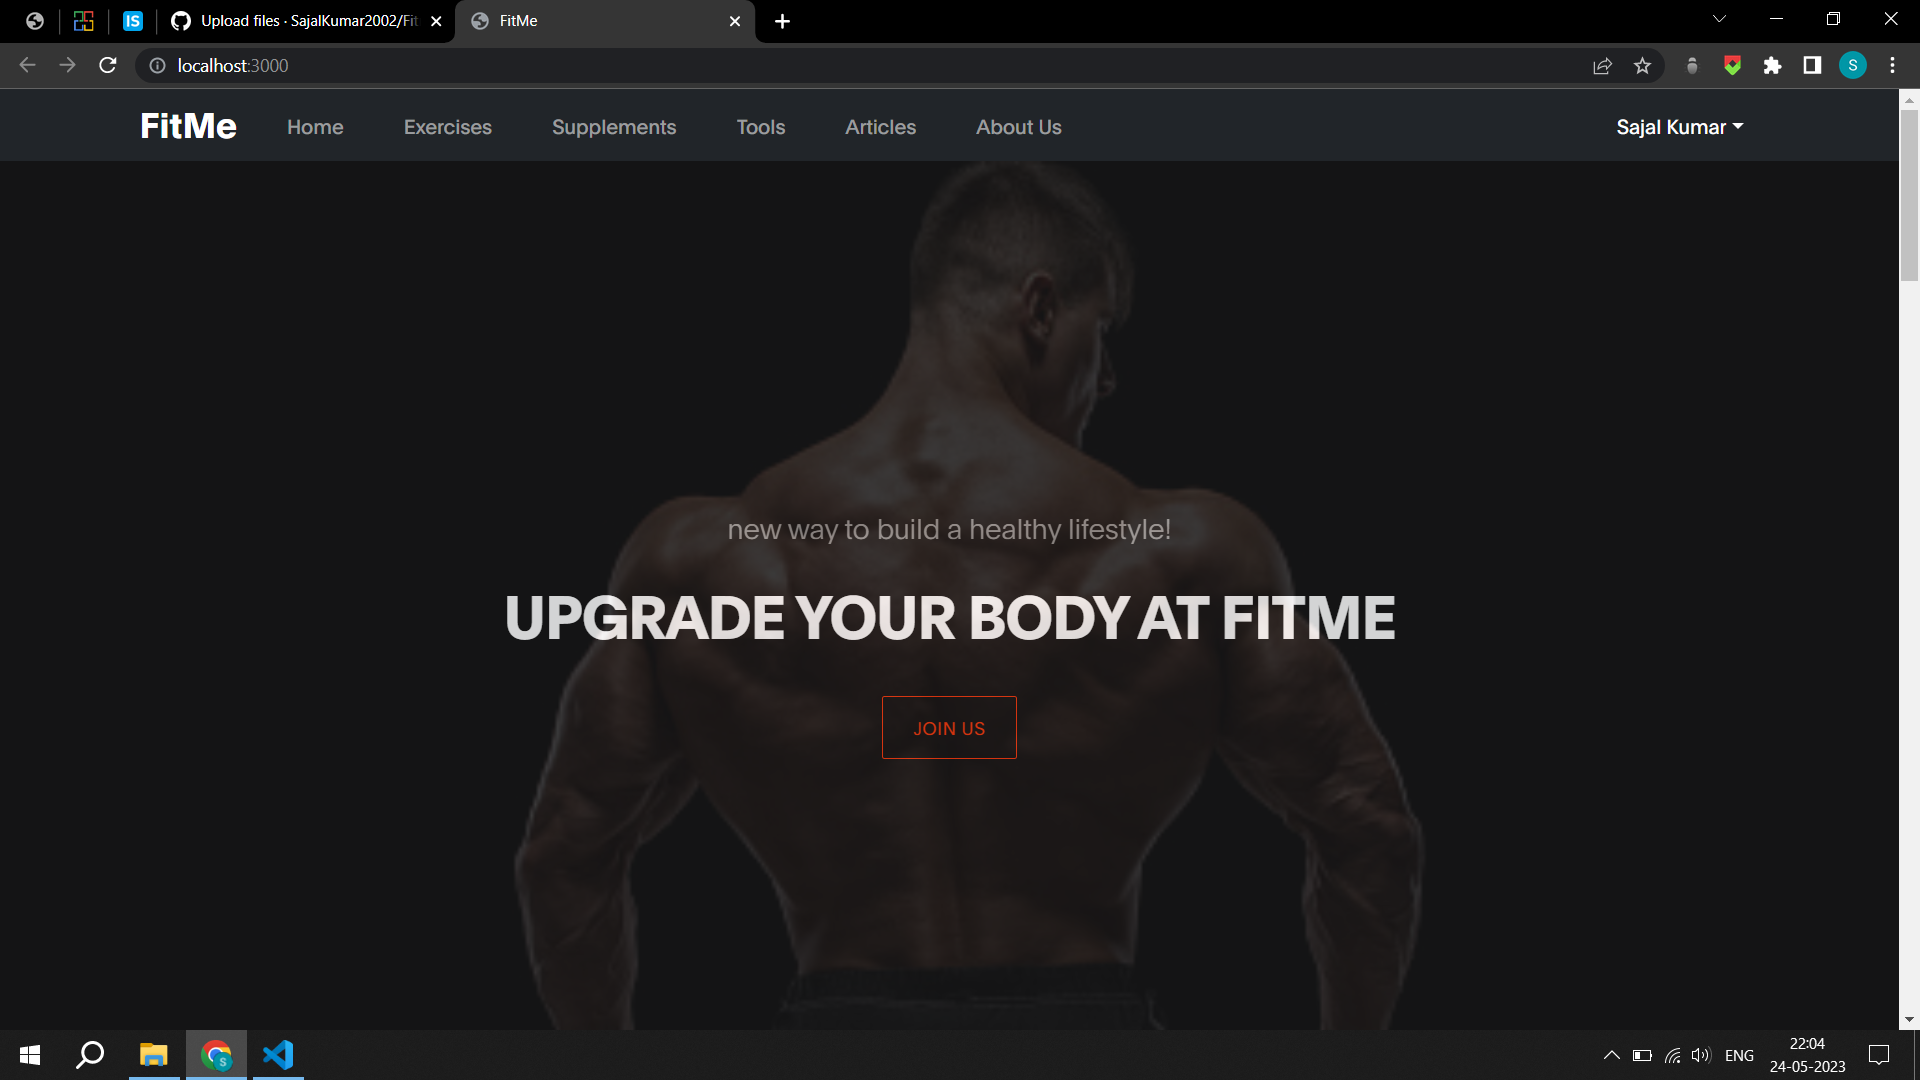 IS
Upload files · SajalKumar2002/Fit
FitMe
localhost:3000
S
FitMe
Home
Exercises
Supplements
Tools
Articles
About Us
Sajal Kumar
new way to build a healthy lifestyle!
UPGRADE YOUR BODY AT FITME
JOIN US
S
ENG
22:04
24-05-2023